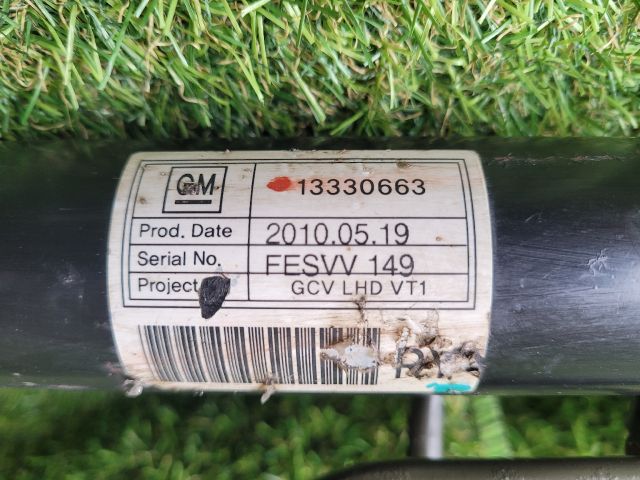 GM 13330663
Prod. Date 2010.05.19
Serial No. FESVV 149
Project GCV LHD VT1